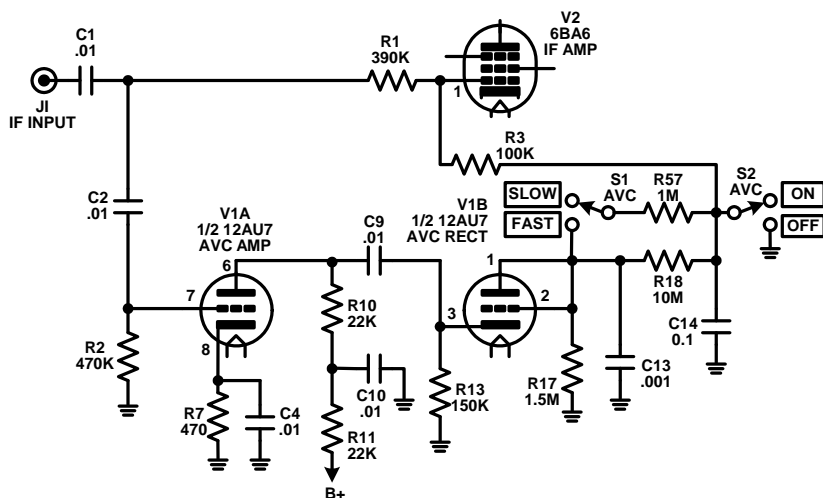 V2
6BA6
IF AMP
C1
.01
R1
390K
1
JI
IF INPUT
R3
100K
S1
AVC
R57
1M
S2
AVC
SLOW
FAST
ON
OFF
C2
.01
V1A
1/2 12AU7
AVC AMP
C9
.01
V1B
1/2 12AU7
AVC RECT
6
7
8
1
2
3
R10
22K
R18
10M
C14
0.1
R2
470K
C10
.01
R13
150K
R17
1.5M
C13
.001
R7
470
C4
.01
R11
22K
B+